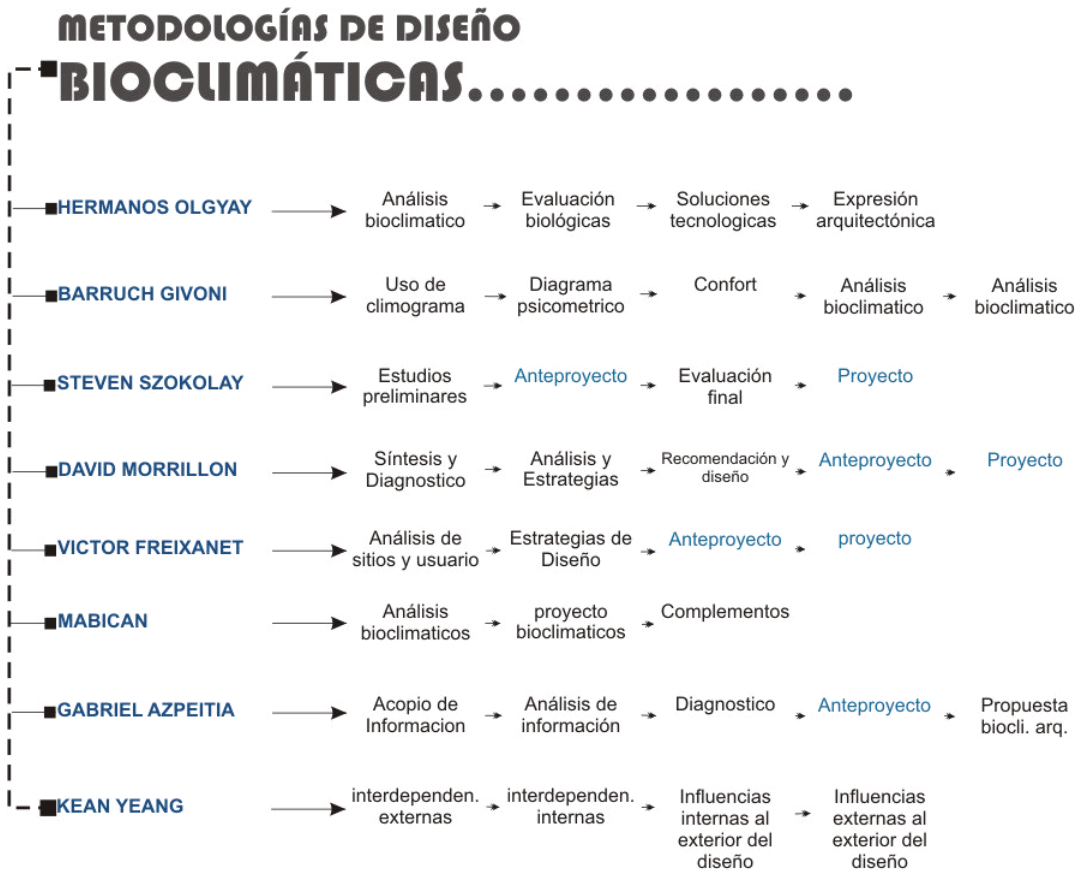 METODOLOGÍAS DE DISEÑO
BIOCLIMÁTICAS..................
HERMANOS OLGYAY
Análisis
bioclimatico
Evaluación
biológicas
Soluciones
tecnologicas
Expresión
arquitectónica
BARRUCH GIVONI
Uso de
climograma
Diagrama
psicometrico
Confort
Análisis
bioclimatico
Análisis
bioclimatico
STEVEN SZOKOLAY
Estudios
preliminares
Anteproyecto
Evaluación
final
Proyecto
DAVID MORRILLON
Síntesis y
Diagnostico
Análisis y
Estrategias
Recomendación y
diseño
Anteproyecto
Proyecto
VICTOR FREIXANET
Análisis de
sitios y usuario
Estrategias de
Diseño
Anteproyecto
proyecto
MABICAN
Análisis
bioclimaticos
proyecto
bioclimaticos
Complementos
GABRIEL AZPEITIA
Acopio de
Informacion
Análisis de
información
Diagnostico
Anteproyecto
Propuesta
biocli. arq.
KEAN YEANG
interdependen.
externas
interdependen.
internas
Influencias
internas al
exterior del
diseño
Influencias
externas al
exterior del
diseño